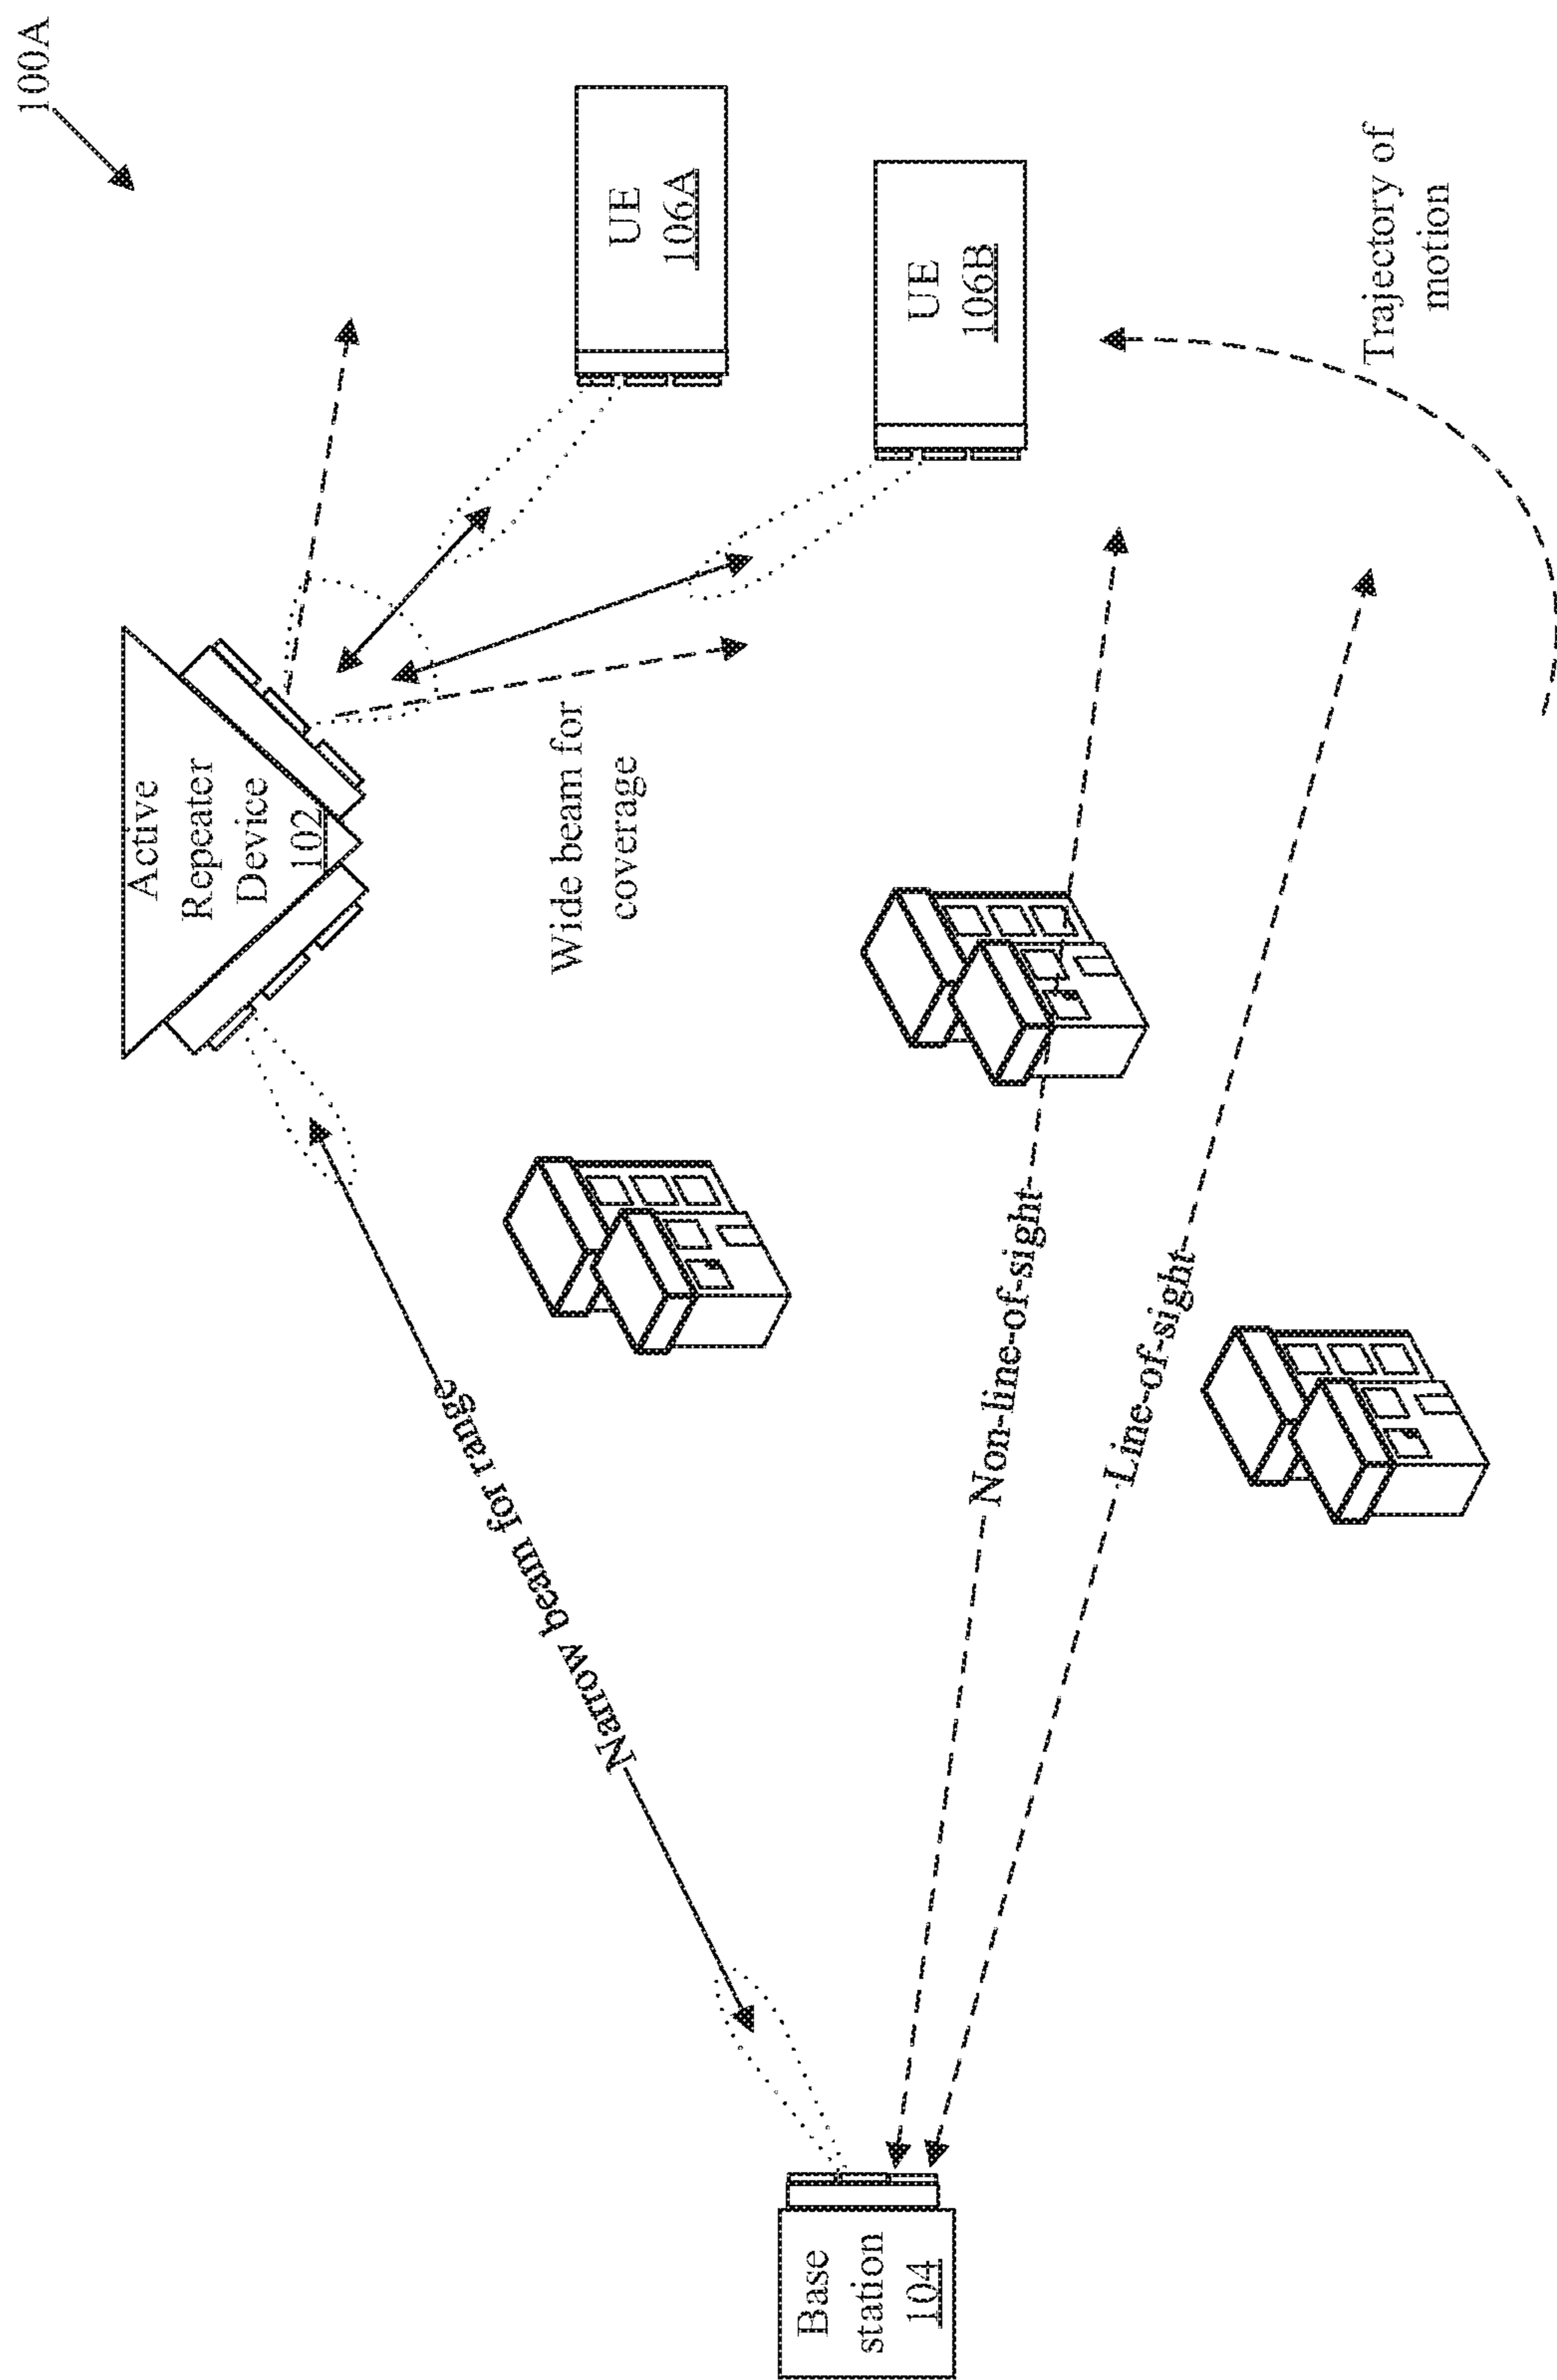 100A
Active
Repeater
Device
102
UE
106A
UE
106B
Wide beam for
coverage
Narrow beam for range
Non-line-of-sight
Line-of-sight
Trajectory of
motion
Base
station
104